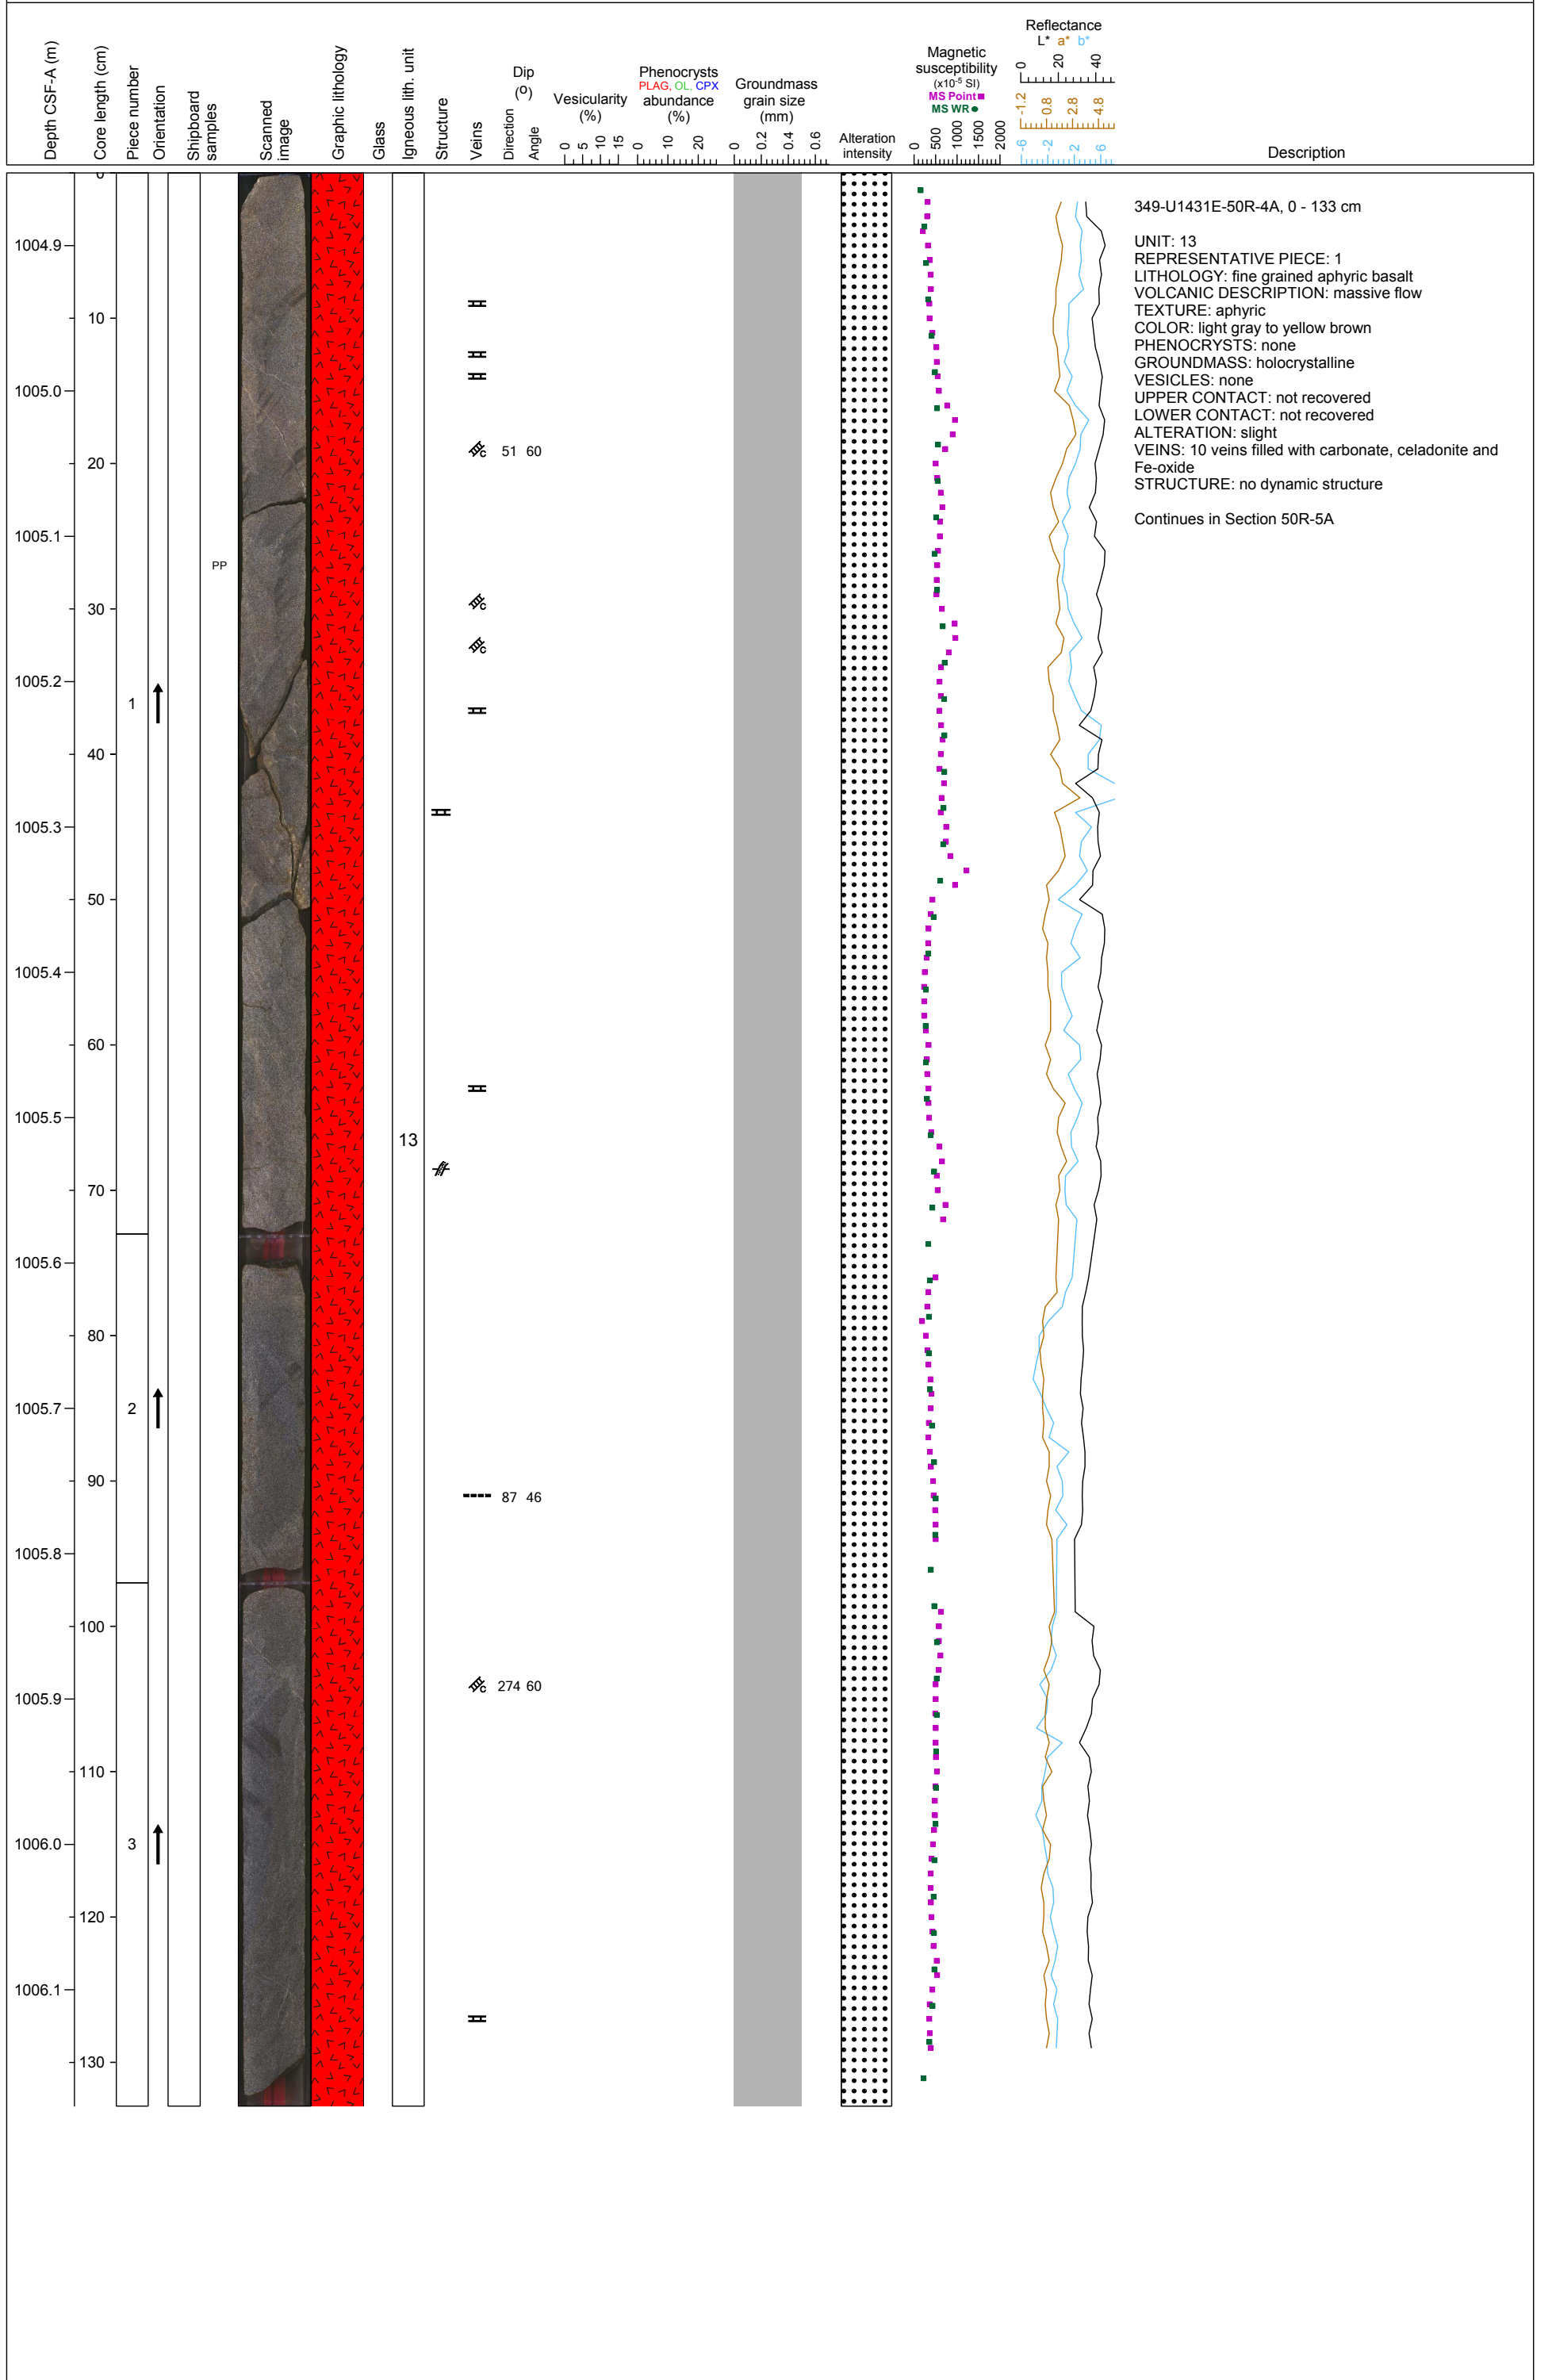 Depth CSF-A (m)
Core length (cm)
Piece number
Orientation
Shipboard
samples
Scanned
image
Graphic lithology
Glass
Igneous lith. unit
Structure
Veins
Dip
(o)
Direction
Angle
Vesicularity
(%)
0 5 10 15
Phenocrysts
PLAG, OL, CPX
abundance
(%)
0 10 20
Groundmass
grain size
(mm)
0 0.2 0.4 0.6
Alteration
intensity
Magnetic
susceptibility
(x10-5 SI)
MS Point
MS WR
0 500 1000 1500 2000
Reflectance
L* a* b*
0 20 40
-1.2 0.8 2.8 4.8
-6 -2 2 6
Description
0
1004.9
10
1005.0
20
51 60
1005.1
PP
30
1005.2
1
40
1005.3
50
1005.4
60
1005.5
13
70
1005.6
80
1005.7
2
90
87 46
1005.8
100
274 60
1005.9
110
1006.0
3
120
1006.1
130
349-U1431E-50R-4A, 0 - 133 cm
UNIT: 13
REPRESENTATIVE PIECE: 1
LITHOLOGY: fine grained aphyric basalt
VOLCANIC DESCRIPTION: massive flow
TEXTURE: aphyric
COLOR: light gray to yellow brown
PHENOCRYSTS: none
GROUNDMASS: holocrystalline
VESICLES: none
UPPER CONTACT: not recovered
LOWER CONTACT: not recovered
ALTERATION: slight
VEINS: 10 veins filled with carbonate, celadonite and
Fe-oxide
STRUCTURE: no dynamic structure
Continues in Section 50R-5A
c
c
c
c